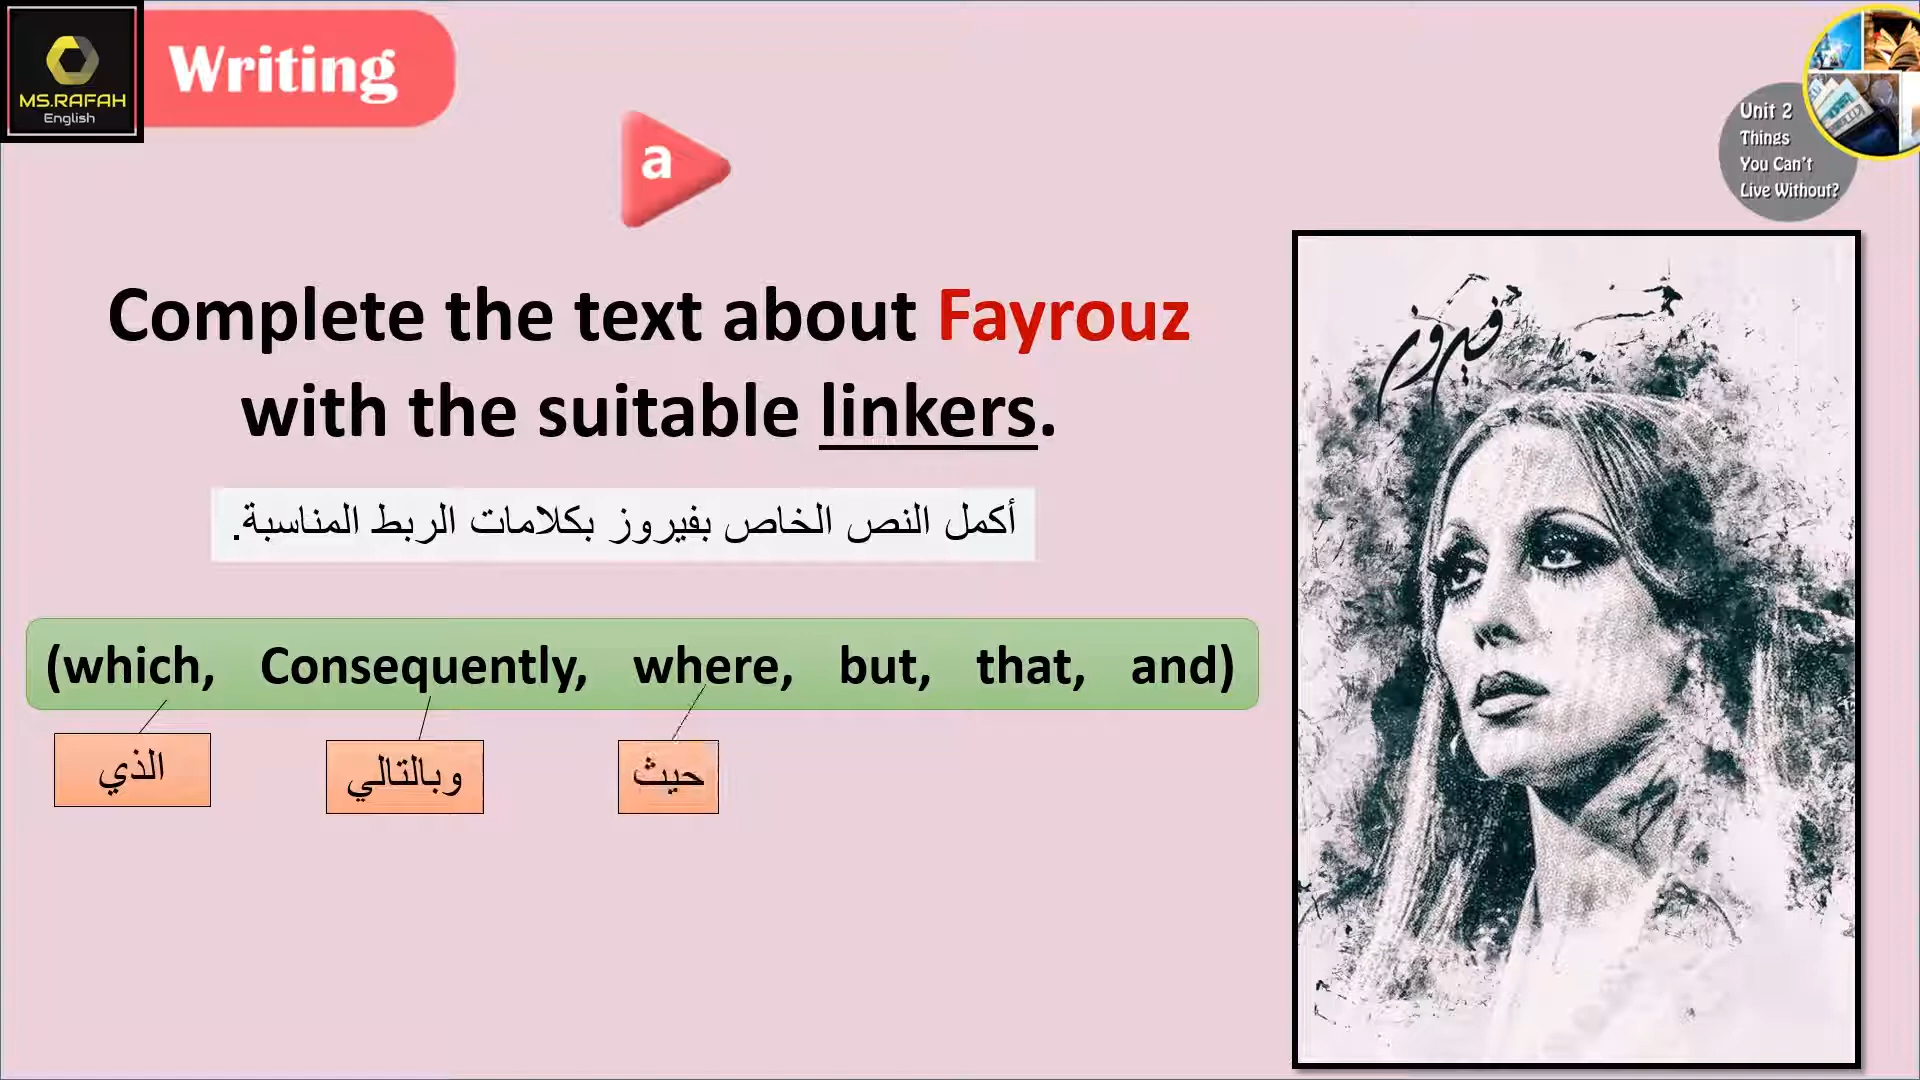 MS.RAFAH
English
Writing
Unit 2
Things
You Can't
Live Without?
a
Complete the text about Fayrouz
with the suitable linkers.
أكمل النص الخاص بفيروز بكلامات الربط المناسبة.
(which, Consequently, where, but, that, and)
الذي
وبالتالي
حيث
فيروز